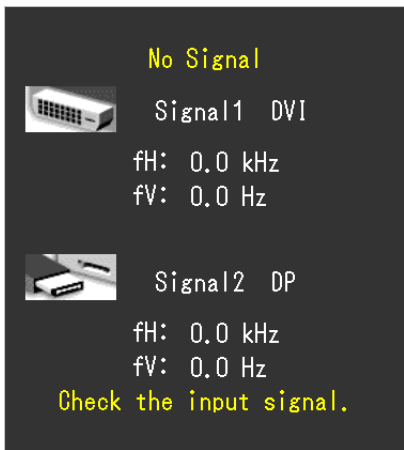 No Signal
Signal1 DVI
fH: 0.0 kHz
fV: 0.0 Hz
Signal2 DP
fH: 0.0 kHz
fV: 0.0 Hz
Check the input signal.